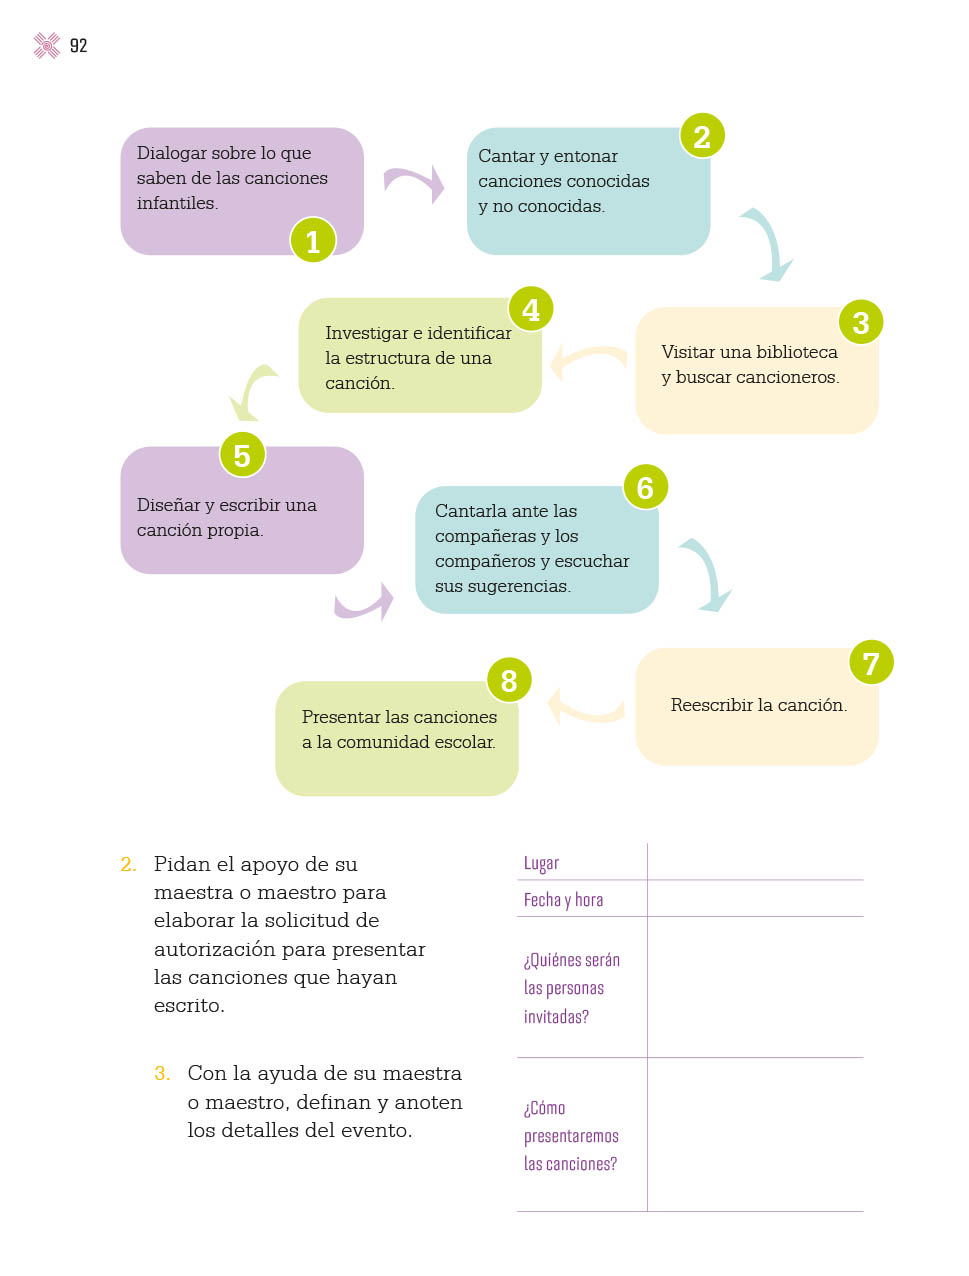 92
Dialogar sobre lo que
saben de las canciones
infantiles.
1
2
Cantar y entonar
canciones conocidas
y no conocidas.
3
Visitar una biblioteca
y buscar cancioneros.
4
Investigar e identificar
la estructura de una
canción.
5
Diseñar y escribir una
canción propia.
6
Cantarla ante las
compañeras y los
compañeros y escuchar
sus sugerencias.
7
Reescribir la canción.
8
Presentar las canciones
a la comunidad escolar.
2. Pidan el apoyo de su
maestra o maestro para
elaborar la solicitud de
autorización para presentar
las canciones que hayan
escrito.
3. Con la ayuda de su maestra
o maestro, definan y anoten
los detalles del evento.
Lugar
Fecha y hora
¿Quiénes serán
las personas
invitadas?
¿Cómo
presentaremos
las canciones?